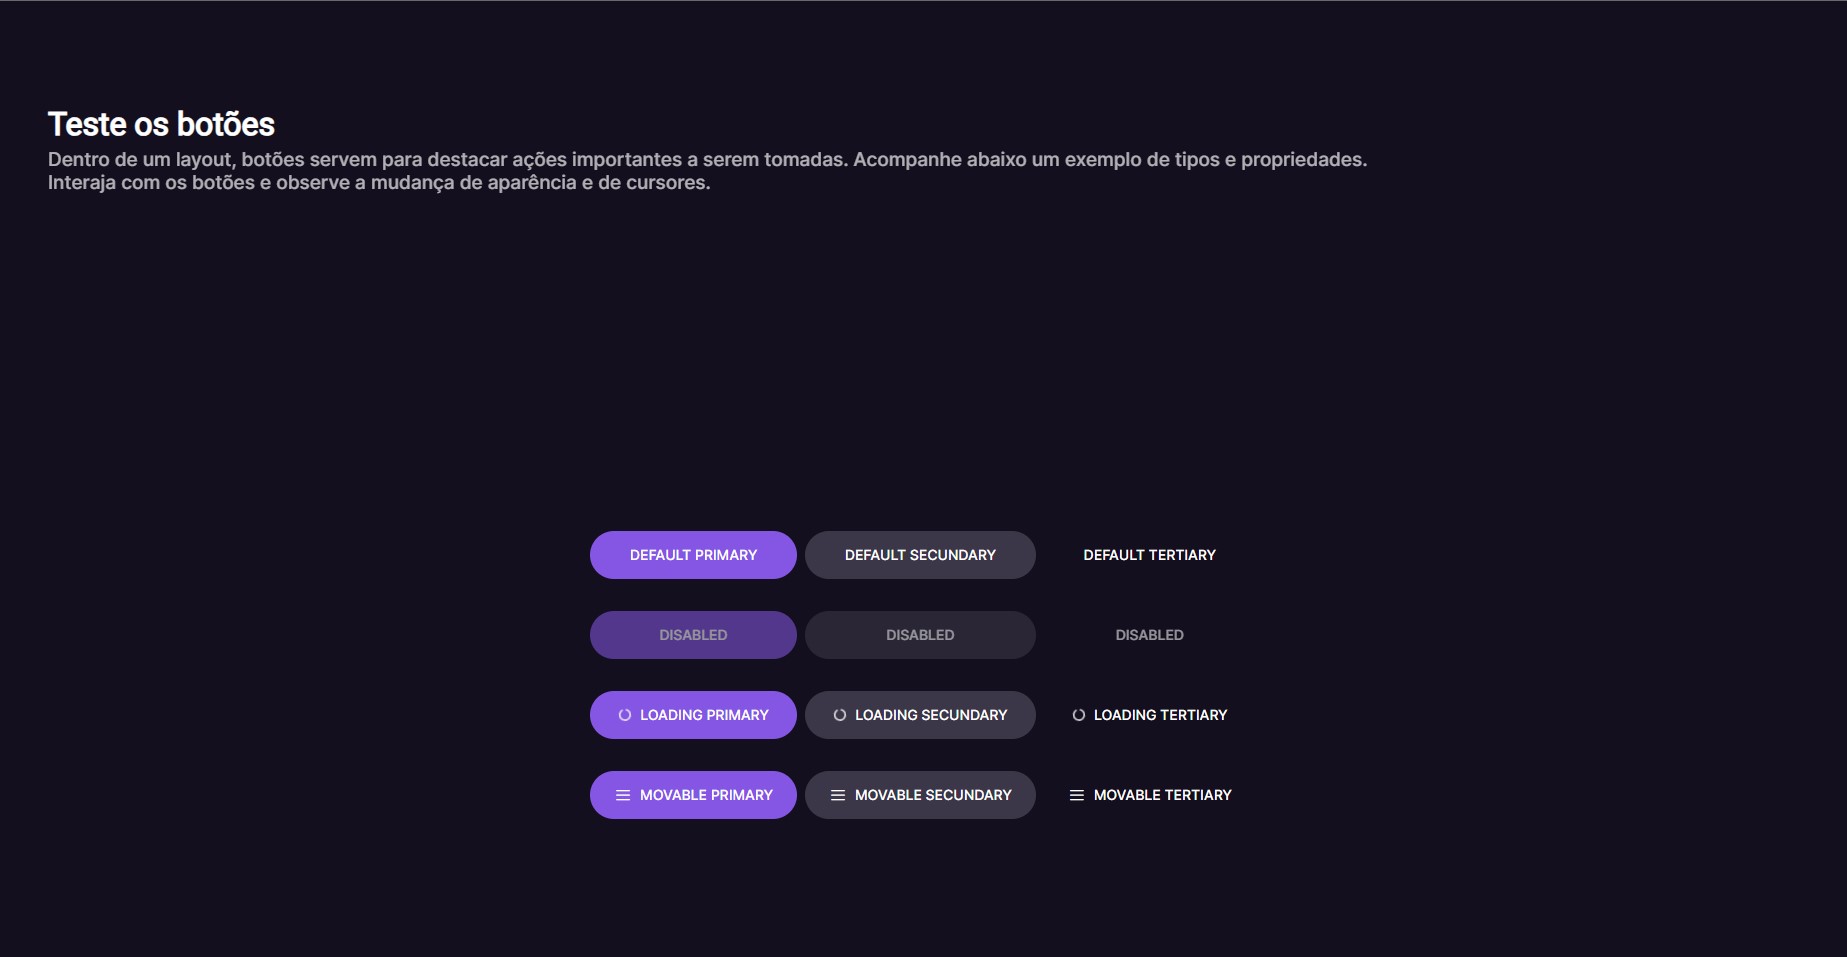 Teste os botões
Dentro de um layout, botões servem para destacar ações importantes a serem tomadas. Acompanhe abaixo um exemplo de tipos e propriedades.
Interaja com os botões e observe a mudança de aparência e de cursores.
DEFAULT PRIMARY
DEFAULT SECUNDARY
DEFAULT TERTIARY
DISABLED
DISABLED
DISABLED
LOADING PRIMARY
LOADING SECUNDARY
LOADING TERTIARY
MOVABLE PRIMARY
MOVABLE SECUNDARY
MOVABLE TERTIARY